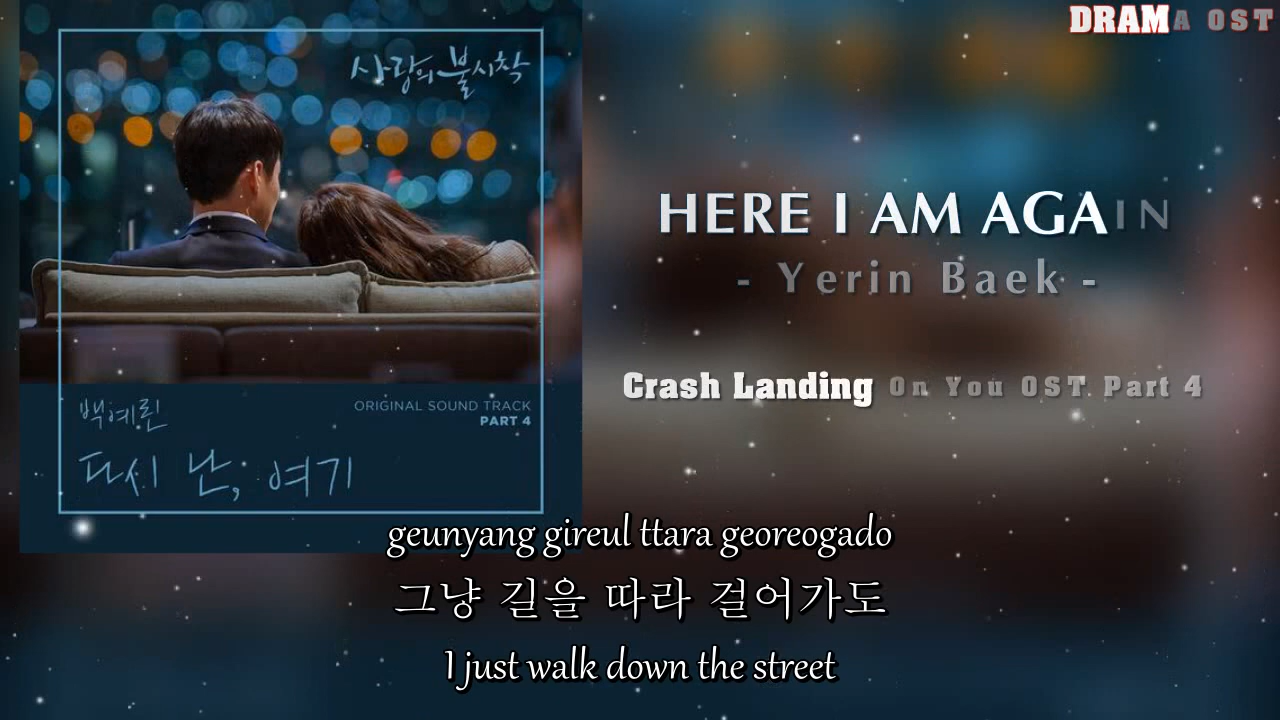 DRAMA OST
사랑의 불시착
HERE I AM AGAIN
- Yerin Baek -
Crash Landing On You OST Part 4
백예린
ORIGINAL SOUND TRACK
PART 4
다시 난, 여기
geunyang gireul ttara georeogado
그냥 길을 따라 걸어가도
I just walk down the street